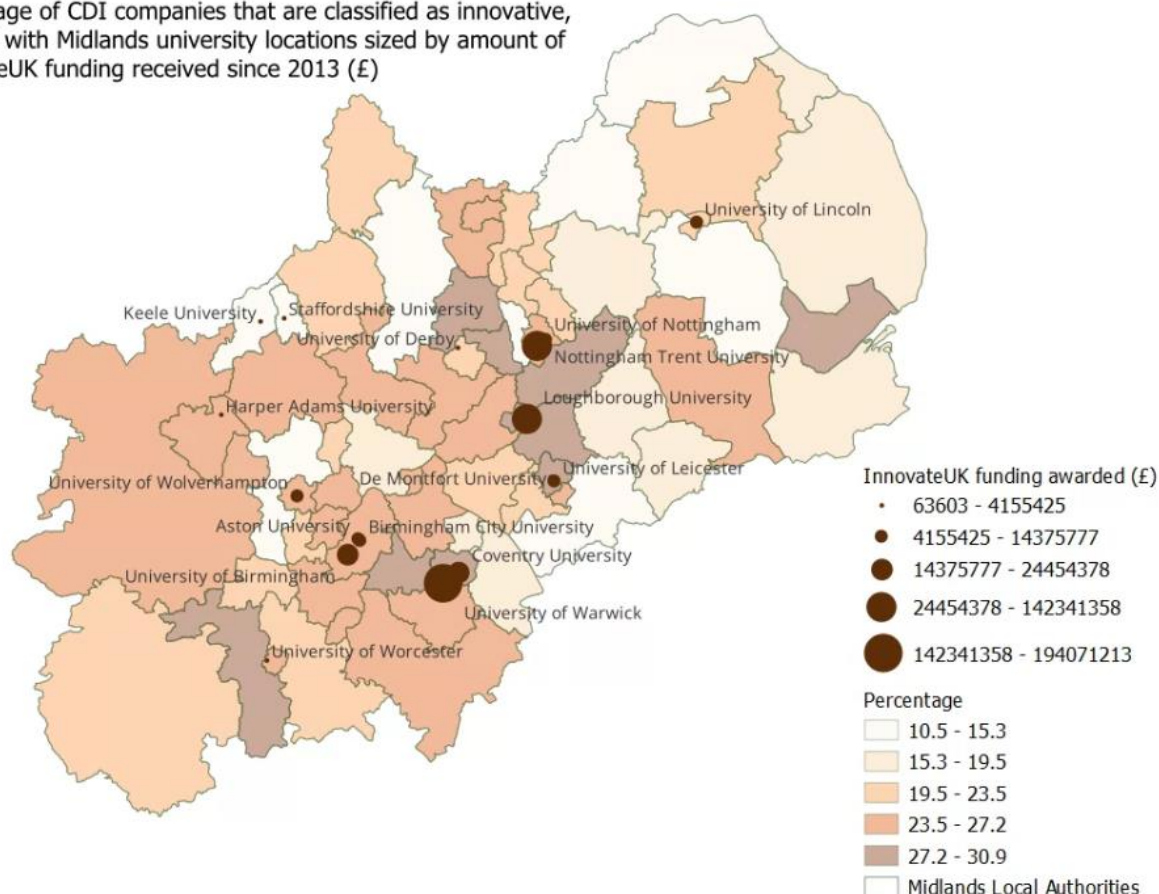 age of CDI companies that are classified as innovative,
with Midlands university locations sized by amount of
eUK funding received since 2013 (£)
University of Lincoln
Keele University
Staffordshire University
University of Derby
University of Nottingham
Nottingham Trent University
Loughborough University
Harper Adams University
University of Wolverhampton
De Montfort University
University of Leicester
Aston University
Birmingham City University
Coventry University
University of Birmingham
University of Warwick
University of Worcester
InnovateUK funding awarded (£)
63603 - 4155425
4155425 - 14375777
14375777 - 24454378
24454378 - 142341358
142341358 - 194071213
Percentage
10.5 - 15.3
15.3 - 19.5
19.5 - 23.5
23.5 - 27.2
27.2 - 30.9
Midlands Local Authorities